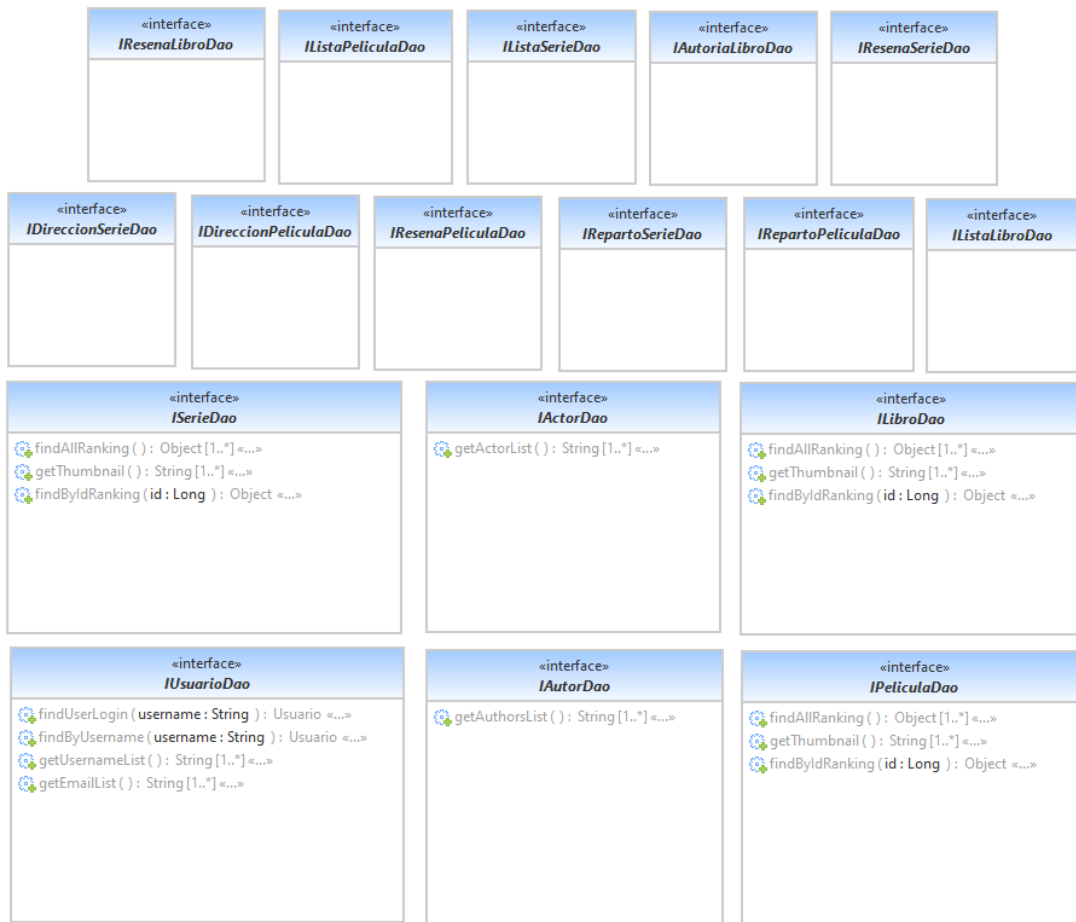 «interface»
IResenaLibroDao
«interface»
IListaPeliculaDao
«interface»
IListaSerieDao
«interface»
IAutoriaLibroDao
«interface»
IResenaSerieDao
«interface»
IDireccionSerieDao
«interface»
IDireccionPeliculaDao
«interface»
IResenaPeliculaDao
«interface»
IRepartoSerieDao
«interface»
IRepartoPeliculaDao
«interface»
IListaLibroDao
«interface»
ISerieDao
findAllRanking ( ) : Object [1..*] «...»
getThumbnail ( ) : String [1..*] «...»
findByIdRanking ( id : Long ) : Object «...»
«interface»
IActorDao
getActorList ( ) : String [1..*] «...»
«interface»
ILibroDao
findAllRanking ( ) : Object [1..*] «...»
getThumbnail ( ) : String [1..*] «...»
findByIdRanking ( id : Long ) : Object «...»
«interface»
IUsuarioDao
findUserLogin ( username : String ) : Usuario «...»
findByUsername ( username : String ) : Usuario «...»
getUsernameList ( ) : String [1..*] «...»
getEmailList ( ) : String [1..*] «...»
«interface»
IAutorDao
getAuthorsList ( ) : String [1..*] «...»
«interface»
IPeliculaDao
findAllRanking ( ) : Object [1..*] «...»
getThumbnail ( ) : String [1..*] «...»
findByIdRanking ( id : Long ) : Object «...»